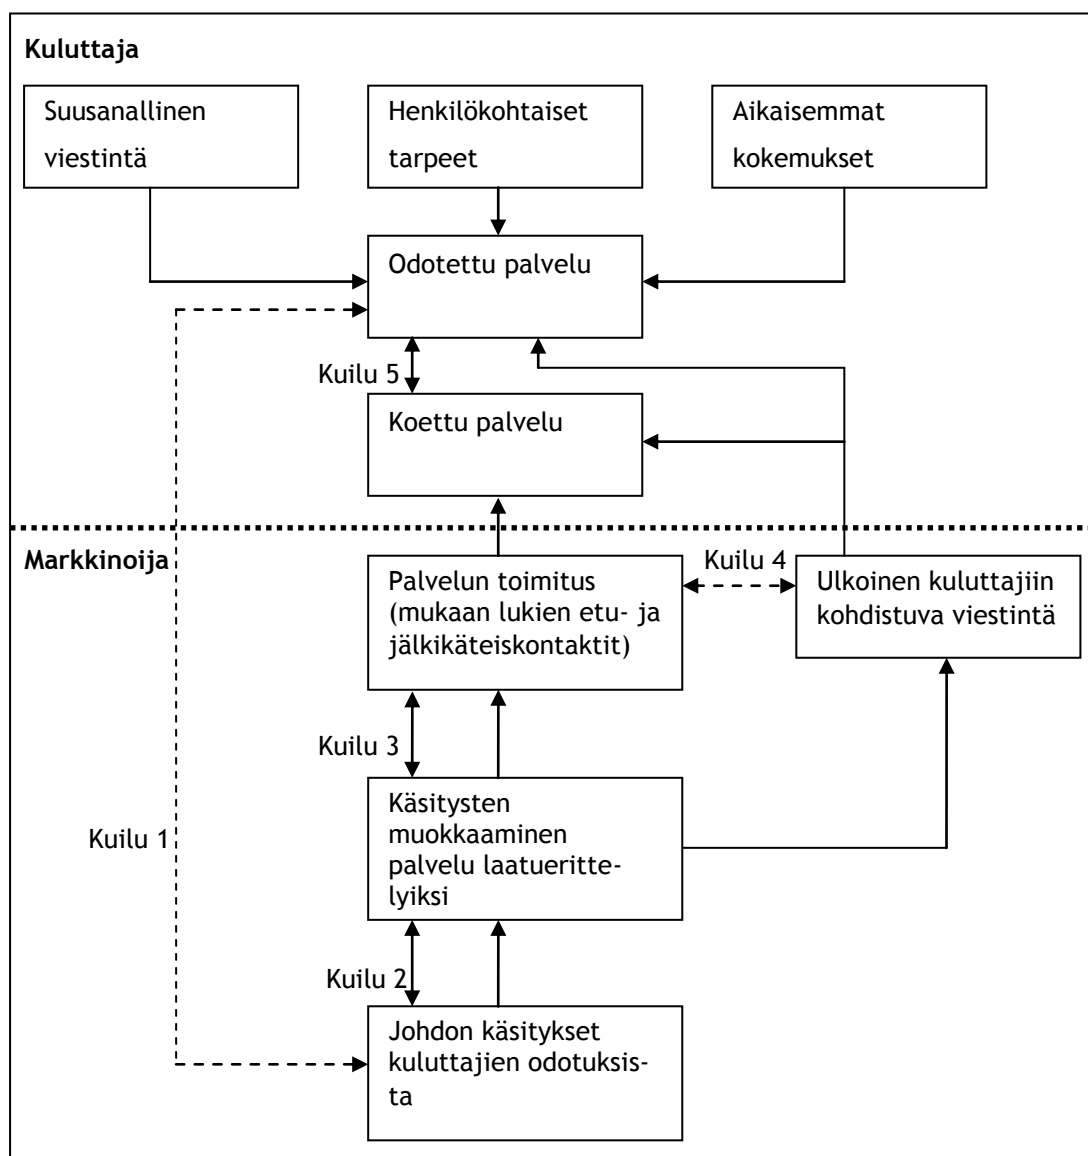 Kuluttaja
Suusanallinen
viestintä
Henkilökohtaiset
tarpeet
Aikaisemmat
kokemukset
Odotettu palvelu
Kuilu 5
Koettu palvelu
Markkinoija
Palvelun toimitus
(mukaan lukien etu- ja
jälkikäteiskontaktit)
Kuilu 4
Ulkoinen kuluttajiin
kohdistuva viestintä
Kuilu 3
Käsitysten
muokkaaminen
palvelu laatueritte-
lyiksi
Kuilu 1
Kuilu 2
Johdon käsitykset
kuluttajien odotuksis-
ta